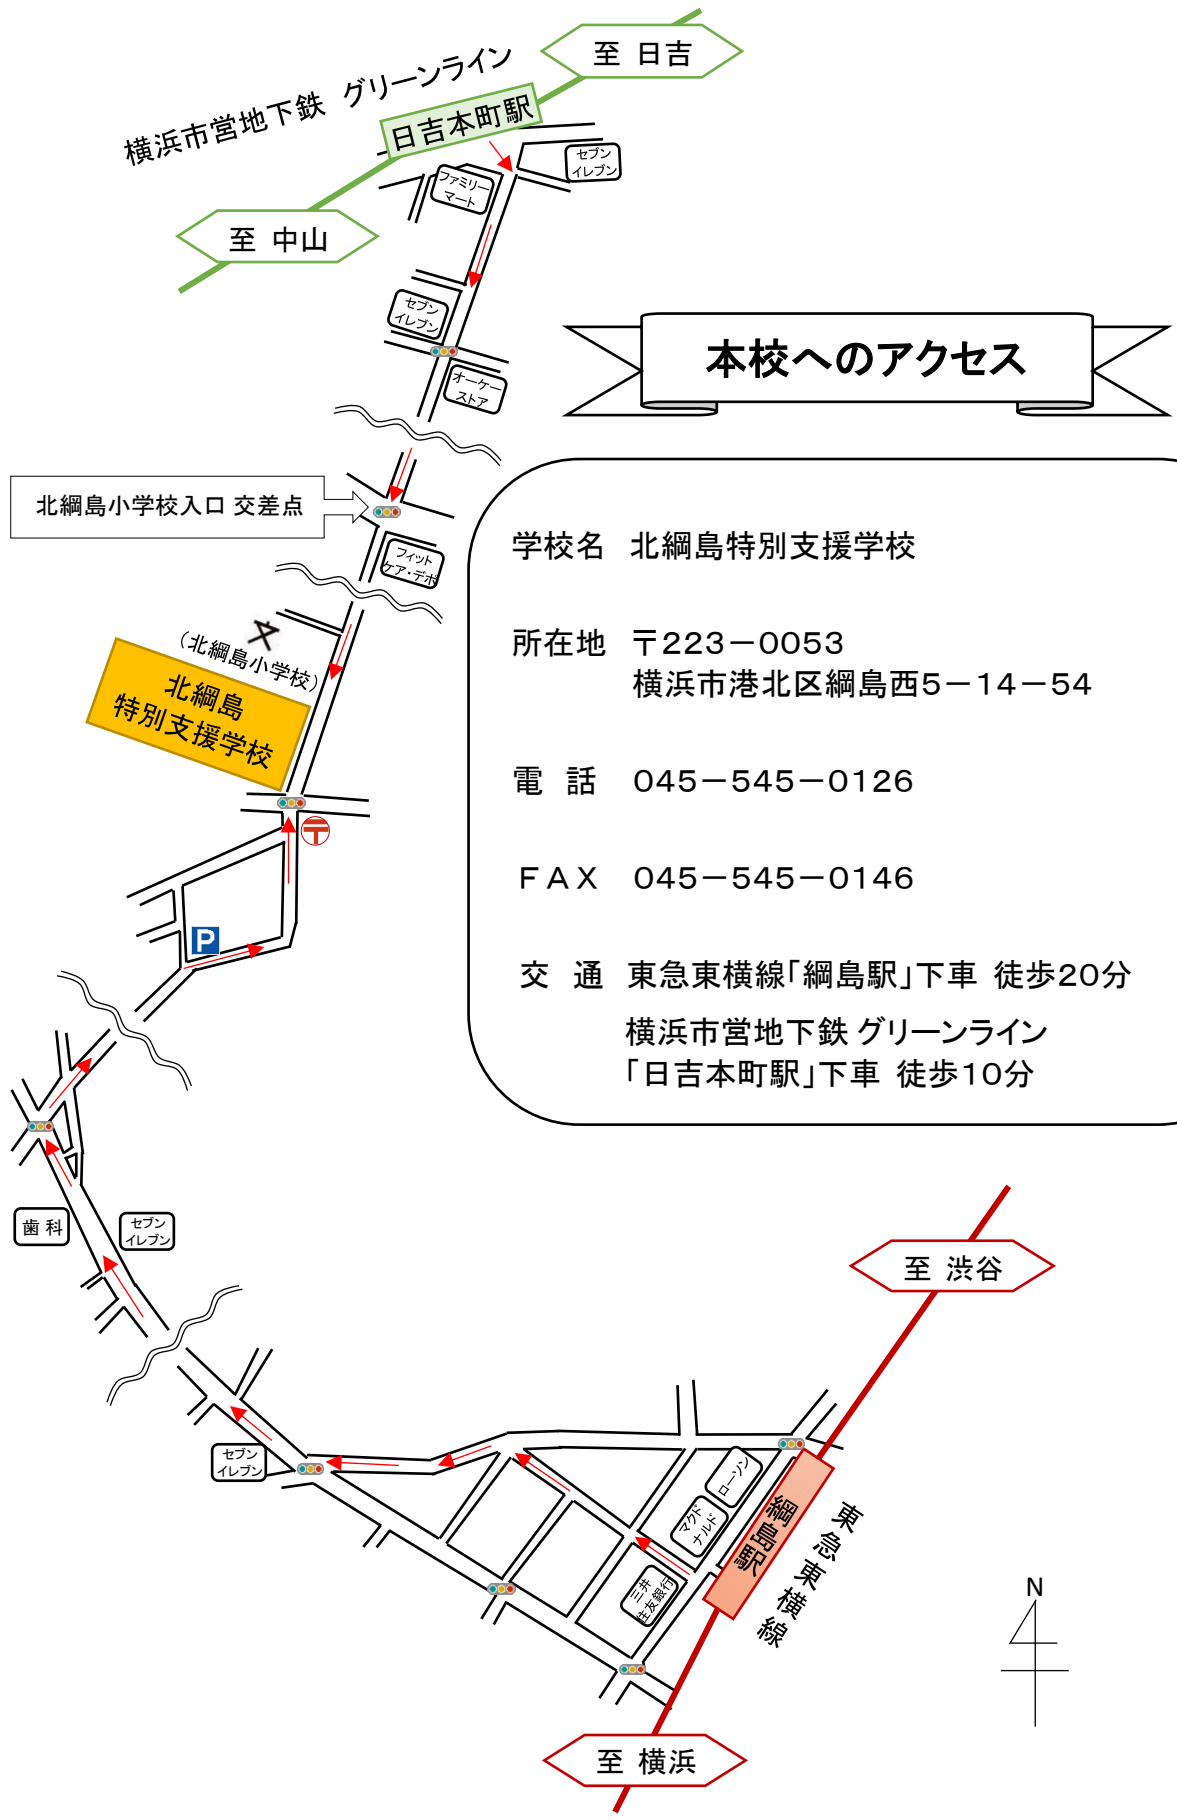 至 日吉
横浜市営地下鉄 グリーンライン
日吉本町駅
セブン
イレブン
ファミリー
マート
至 中山
セブン
イレブン
本校へのアクセス
オーケー
ストア
北綱島小学校入口 交差点
フィット
ケア・デポ
学校名 北綱島特別支援学校
所在地 〒223－0053
横浜市港北区綱島西5－14－54
電 話 045－545－0126
FAX 045－545－0146
交 通 東急東横線「綱島駅」下車 徒歩20分
横浜市営地下鉄 グリーンライン
「日吉本町駅」下車 徒歩10分
文
（北綱島小学校）
北綱島
特別支援学校
〒
P
歯科
セブン
イレブン
至 渋谷
セブン
イレブン
ローソン
マクド
ナルド
綱島駅
東急東横線
三井
住友銀行
N
至 横浜